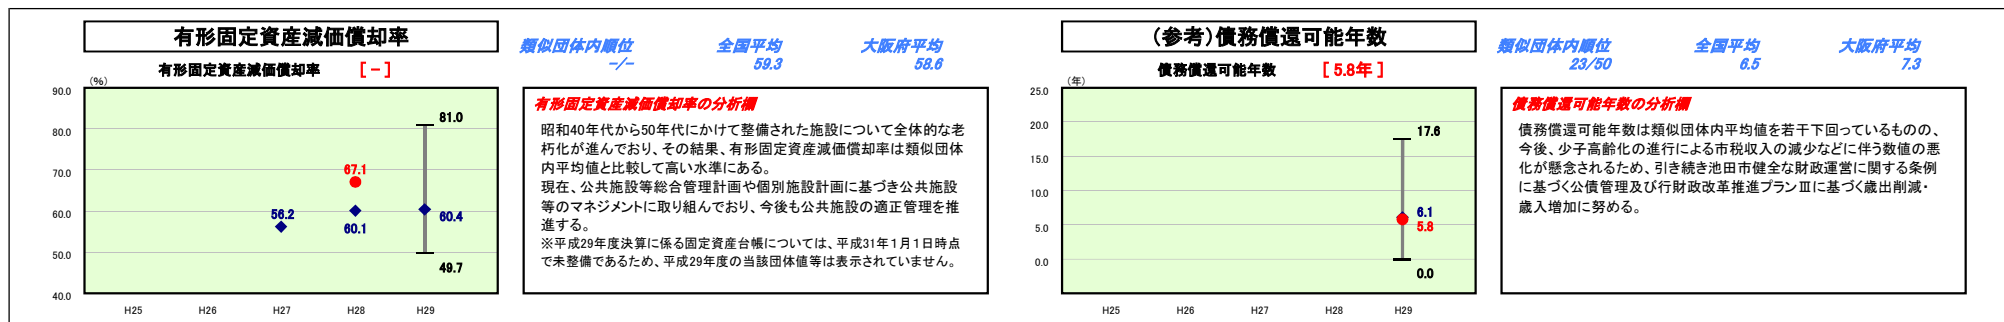 有形固定資産減価償却率
類似団体内順位 全国平均 大阪府平均
-/- 59.3 58.6
有形固定資産減価償却率 [ - ]
(%)
90.0
80.0
70.0
60.0
50.0
40.0
81.0
67.1
56.2
60.1
60.4
49.7
H25 H26 H27 H28 H29
有形固定資産減価償却率の分析欄
昭和40年代から50年代にかけて整備された施設について全体的な老
朽化が進んでおり、その結果、有形固定資産減価償却率は類似団体
内平均値と比較して高い水準にある。
現在、公共施設等総合管理計画や個別施設計画に基づき公共施設
等のマネジメントに取り組んでおり、今後も公共施設の適正管理を推
進する。
※平成29年度決算に係る固定資産台帳については、平成31年1月1日時点
で未整備であるため、平成29年度の当該団体値等は表示されていません。
(参考)債務償還可能年数
類似団体内順位 全国平均 大阪府平均
23/50 6.5 7.3
債務償還可能年数 [ 5.8年 ]
(年)
25.0
20.0
15.0
10.0
5.0
0.0
17.6
6.1
5.8
0.0
H25 H26 H27 H28 H29
債務償還可能年数の分析欄
債務償還可能年数は類似団体内平均値を若干下回っているものの、
今後、少子高齢化の進行による市税収入の減少などに伴う数値の悪
化が懸念されるため、引き続き池田市健全な財政運営に関する条例
に基づく公債管理及び行財政改革推進プランⅢに基づく歳出削減・
歳入増加に努める。